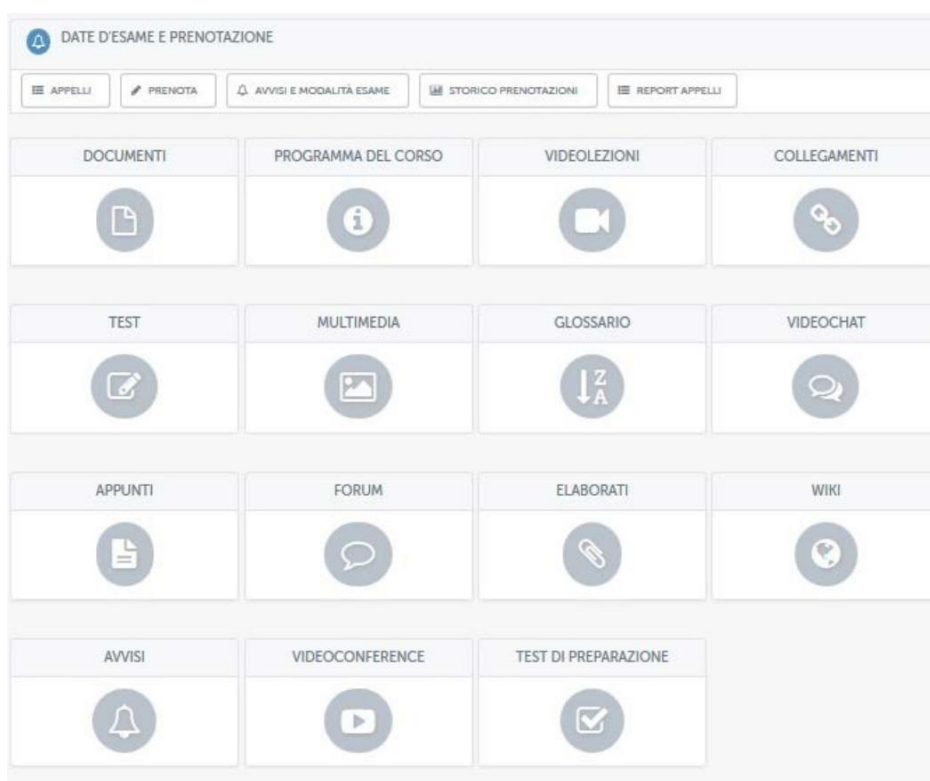 DATE D'ESAME E PRENOTAZIONE
APPELLI PRENOTA AVVISI E MODALITÀ ESAME STORICO PRENOTAZIONI REPORT APPELLI
DOCUMENTI PROGRAMMA DEL CORSO VIDEOLEZIONI COLLEGAMENTI
TEST MULTIMEDIA GLOSSARIO VIDEOCHAT
Z
A
APPUNTI FORUM ELABORATI WIKI
AVVISI VIDEOCONFERENCE TEST DI PREPARAZIONE